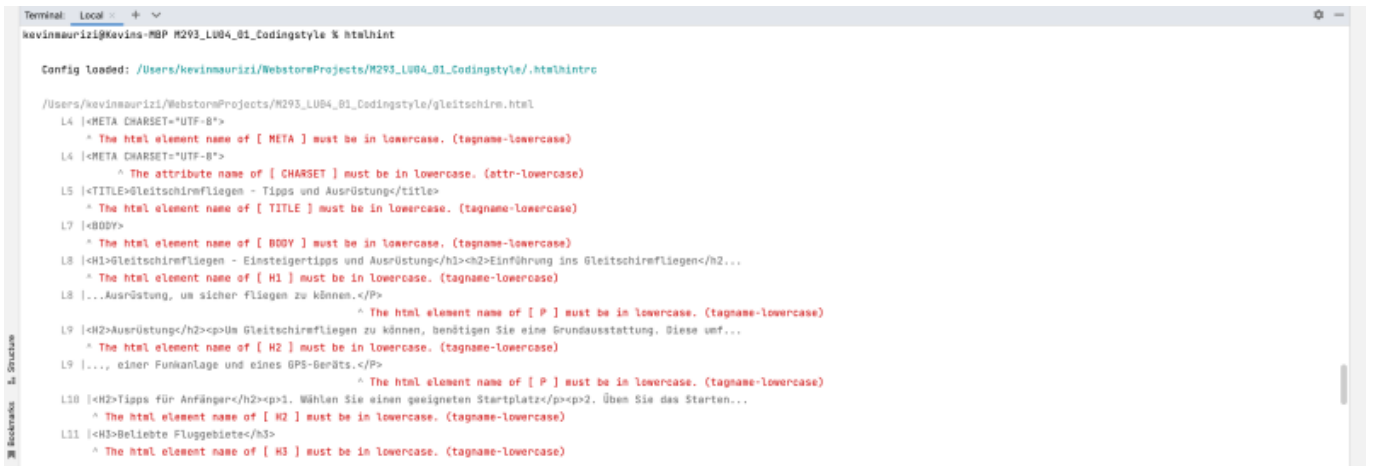 Terminal: Local × + ⌄
kevinmaurizi@Kevins-MBP M293_LU04_01_Codingstyle % htmlhint
Config loaded: /Users/kevinmaurizi/WebstormProjects/M293_LU04_01_Codingstyle/.htmlhintrc
/Users/kevinmaurizi/WebstormProjects/M293_LU04_01_Codingstyle/gleitschirm.html
L4 |<META CHARSET="UTF-8">
^ The html element name of [ META ] must be in lowercase. (tagname-lowercase)
L4 |<META CHARSET="UTF-8">
^ The attribute name of [ CHARSET ] must be in lowercase. (attr-lowercase)
L5 |<TITLE>Gleitschirmfliegen - Tipps und Ausrüstung</title>
^ The html element name of [ TITLE ] must be in lowercase. (tagname-lowercase)
L7 |<BODY>
^ The html element name of [ BODY ] must be in lowercase. (tagname-lowercase)
L8 |<H1>Gleitschirmfliegen - Einsteigertipps und Ausrüstung</h1><h2>Einführung ins Gleitschirmfliegen</h2...
^ The html element name of [ H1 ] must be in lowercase. (tagname-lowercase)
L8 |...Ausrüstung, um sicher fliegen zu können.</P>
^ The html element name of [ P ] must be in lowercase. (tagname-lowercase)
L9 |<H2>Ausrüstung</h2><p>Um Gleitschirmfliegen zu können, benötigen Sie eine Grundausstattung. Diese umf...
^ The html element name of [ H2 ] must be in lowercase. (tagname-lowercase)
L9 |..., einer Funkanlage und eines GPS-Geräts.</P>
^ The html element name of [ P ] must be in lowercase. (tagname-lowercase)
L10 |<H2>Tipps für Anfänger</h2><p>1. Wählen Sie einen geeigneten Startplatz</p><p>2. Üben Sie das Starten...
^ The html element name of [ H2 ] must be in lowercase. (tagname-lowercase)
L11 |<H3>Beliebte Fluggebiete</h3>
^ The html element name of [ H3 ] must be in lowercase. (tagname-lowercase)
Structure
Bookmarks